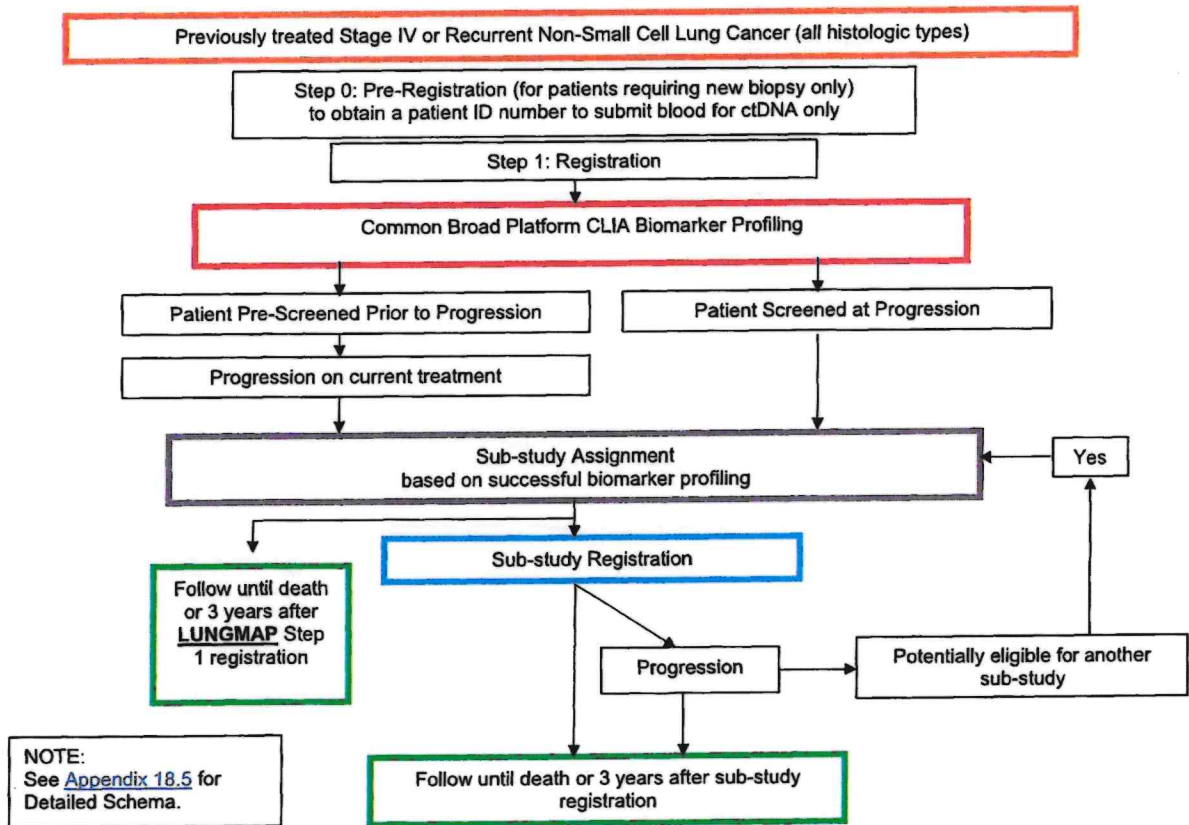 Previously treated Stage IV or Recurrent Non-Small Cell Lung Cancer (all histologic types)
Step 0: Pre-Registration (for patients requiring new biopsy only)
to obtain a patient ID number to submit blood for ctDNA only
Step 1: Registration
Common Broad Platform CLIA Biomarker Profiling
Patient Pre-Screened Prior to Progression
Patient Screened at Progression
Progression on current treatment
Sub-study Assignment
based on successful biomarker profiling
Yes
Sub-study Registration
Follow until death
or 3 years after
LUNGMAP Step
1 registration
Progression
Potentially eligible for another
sub-study
NOTE:
See Appendix 18.5 for
Detailed Schema.
Follow until death or 3 years after sub-study
registration